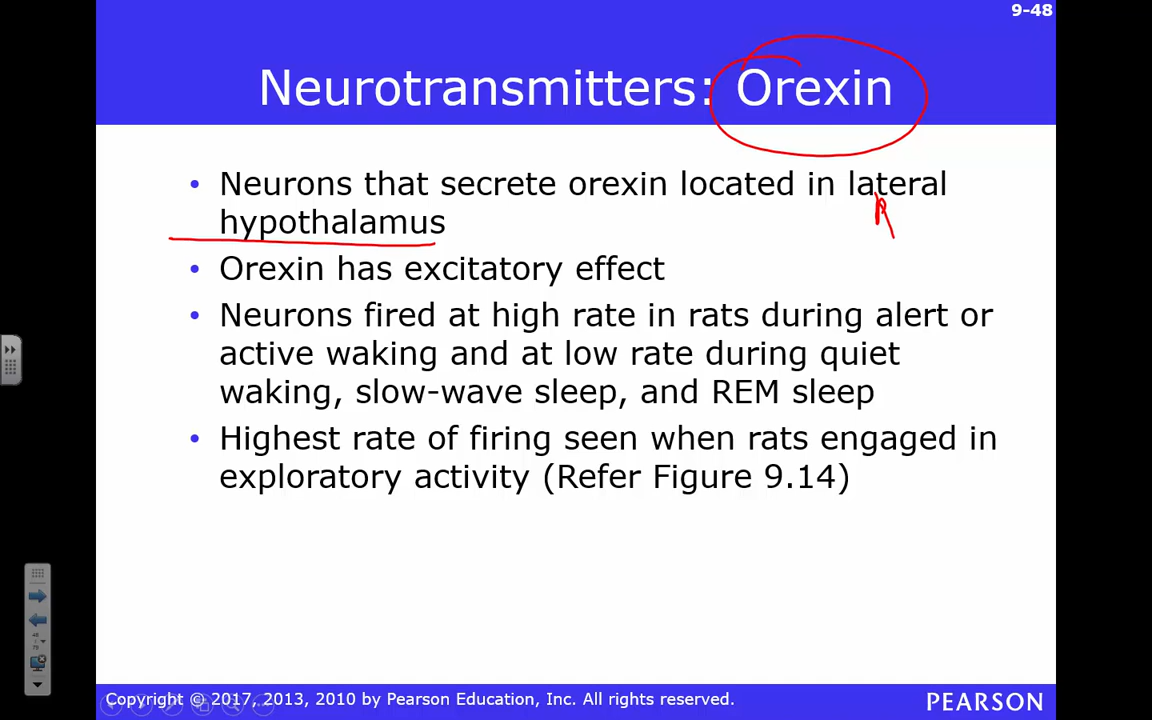 9-48
Neurotransmitters: Orexin
• Neurons that secrete orexin located in lateral
hypothalamus
• Orexin has excitatory effect
• Neurons fired at high rate in rats during alert or
active waking and at low rate during quiet
waking, slow-wave sleep, and REM sleep
• Highest rate of firing seen when rats engaged in
exploratory activity (Refer Figure 9.14)
48
/
79
Copyright © 2017, 2013, 2010 by Pearson Education, Inc. All rights reserved.
PEARSON